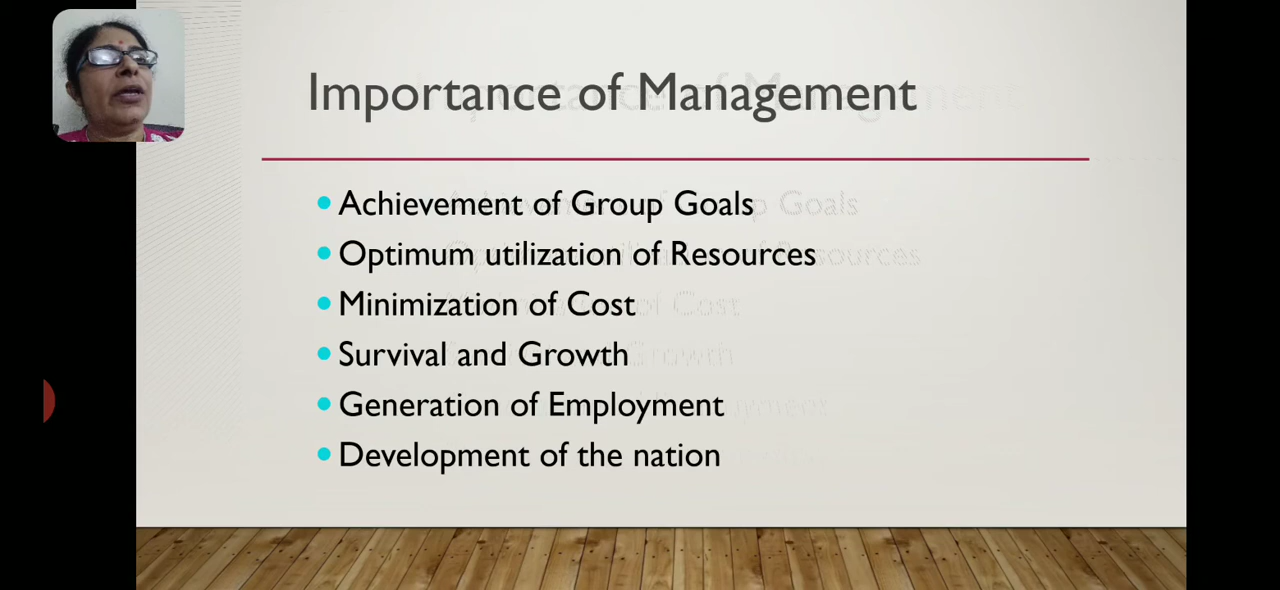 Importance of Management
Achievement of Group Goals
Optimum utilization of Resources
Minimization of Cost
Survival and Growth
Generation of Employment
Development of the nation